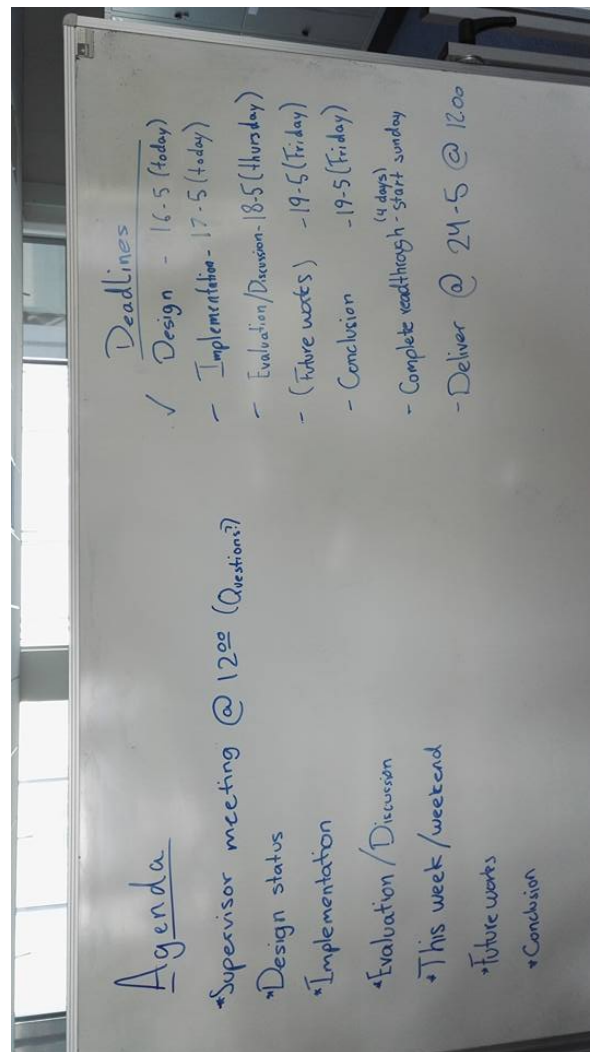 Agenda
*Supervisor meeting @ 12⁰⁰ (Questions?)
*Design status
*Implementation
*Evaluation/Discussion
*This week/weekend
*Future works
*Conclusion
Deadlines
✓ Design - 16-5 (today)
- Implementation - 17-5 (today)
- Evaluation/Discussion - 18-5 (thursday)
- (Future works) - 19-5 (Friday)
- Conclusion - 19-5 (Friday)
- Complete readthrough (4 days) - start sunday
- Deliver @ 24-5 @ 12⁰⁰